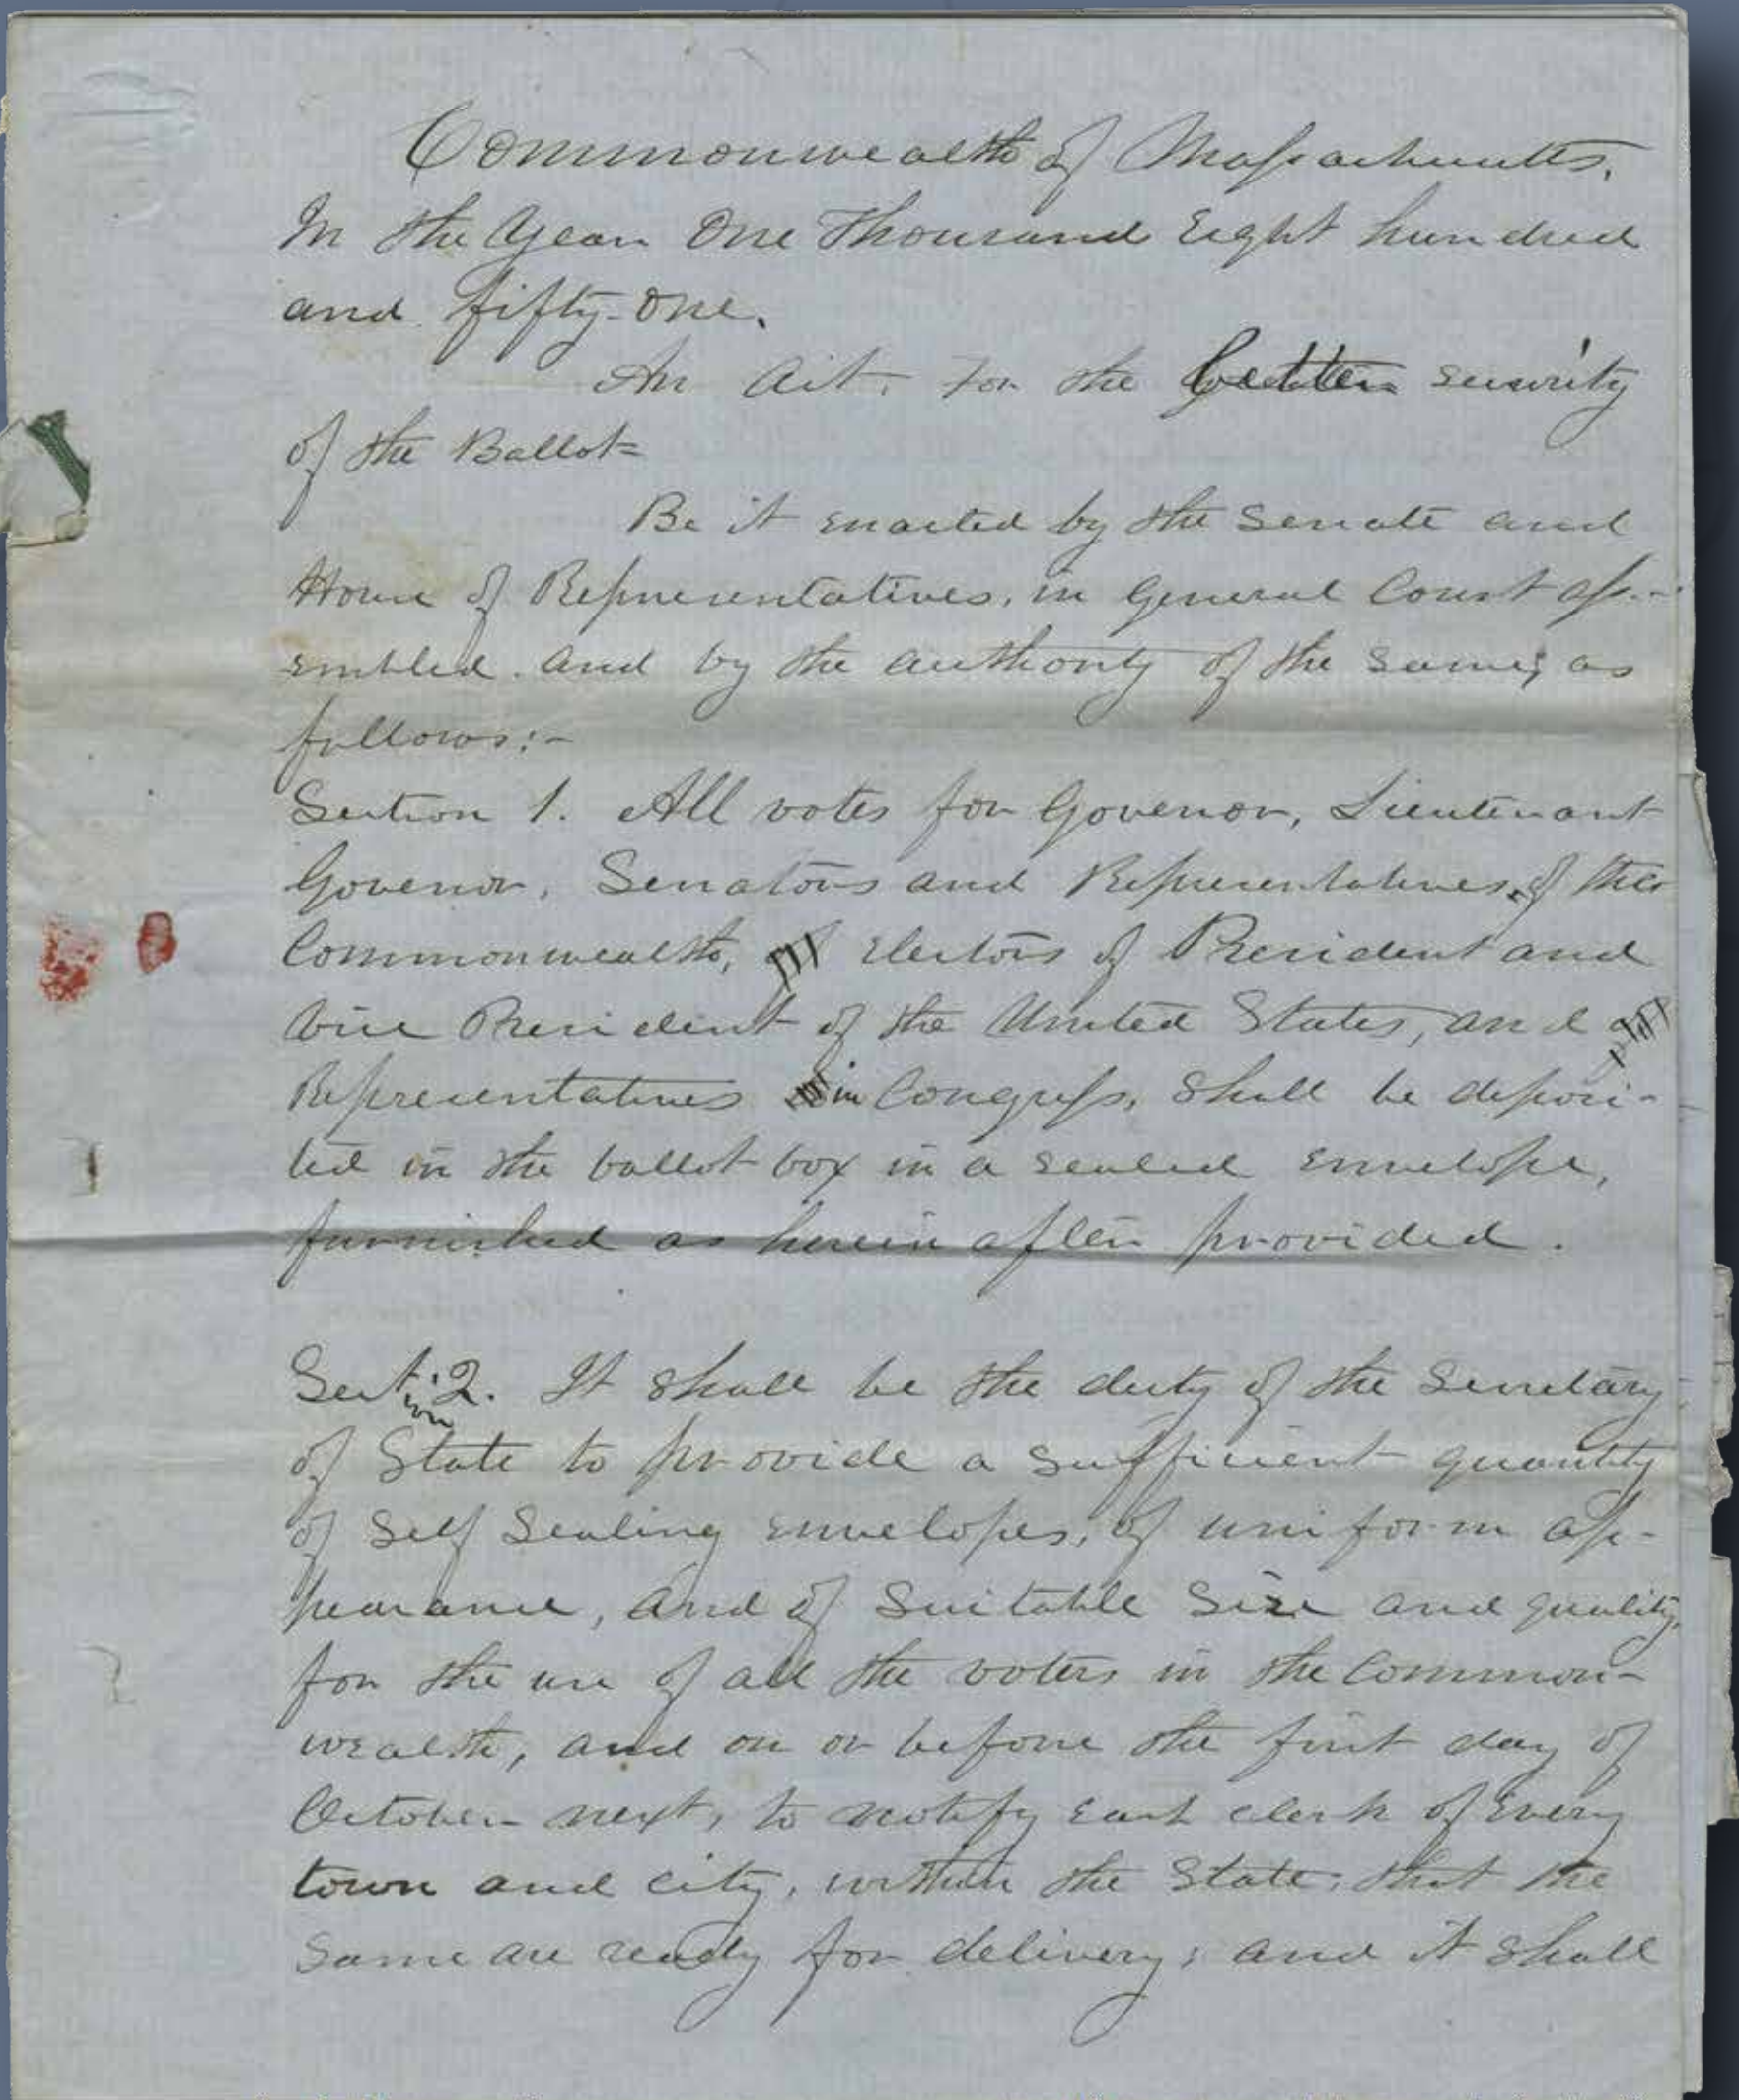 Commonwealth of Massachusetts.
In the Year One Thousand Eight hundred
and fifty-one.
An Act, For the better security
of the Ballot=
Be it enacted by the Senate and
House of Representatives, in General Court ass-
embled. and by the authority of the same, as
follows:-
Section 1. All votes for Govenor, Lieutenant
Govenor, Senators and Representatives, of the
Commonwealth, of Electors of President and
Vice President of the United States, and of
Representatives in Congress, Shall be deposi-
ted in the ballot box in a sealed envelope,
furnished as herein after provided.
Section 2. It shall be the duty of the Secretary
of State to provide a sufficient quantity
of Self Sealing envelopes, of uniform ap-
pearance, and of Suitable Size and quality,
for the use of all the voters in the Common-
wealth, and on or before the first day of
October next, to notify each clerk of every
town and city, within the State, that the
Same are ready for delivery; and it shall